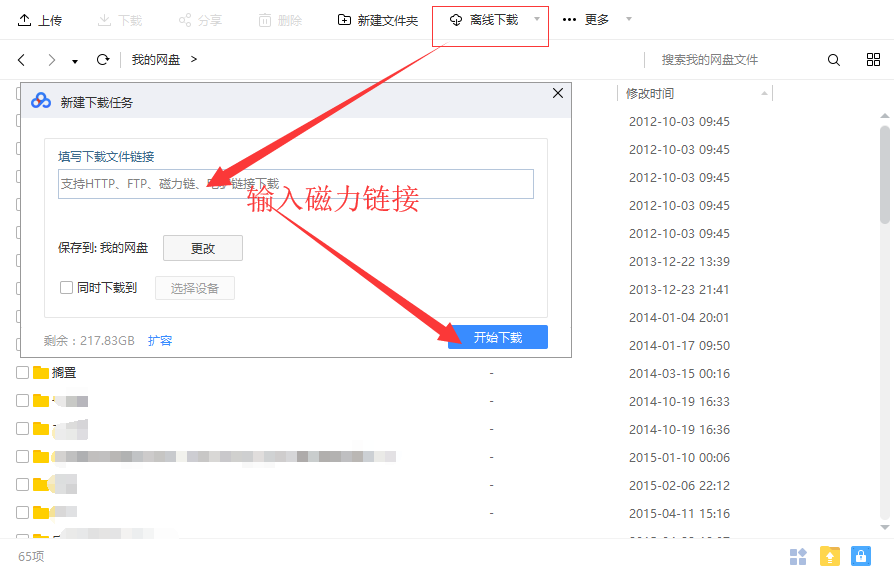 上传 下载 分享 删除 新建文件夹 离线下载 更多
我的网盘 > 搜索我的网盘文件
新建下载任务
修改时间
填写下载文件链接
支持HTTP、FTP、磁力链、电驴链接下载
输入磁力链接
保存到: 我的网盘 更改
同时下载到 选择设备
剩余：217.83GB 扩容 开始下载
2012-10-03 09:45
2012-10-03 09:45
2012-10-03 09:45
2012-10-03 09:45
2012-10-03 09:45
2013-12-22 13:39
2013-12-23 21:41
2014-01-04 20:01
2014-01-17 09:50
搁置 - 2014-03-15 00:16
- 2014-10-19 16:33
- 2014-10-19 16:36
- 2015-01-10 00:06
- 2015-02-06 22:12
- 2015-04-11 15:16
65项